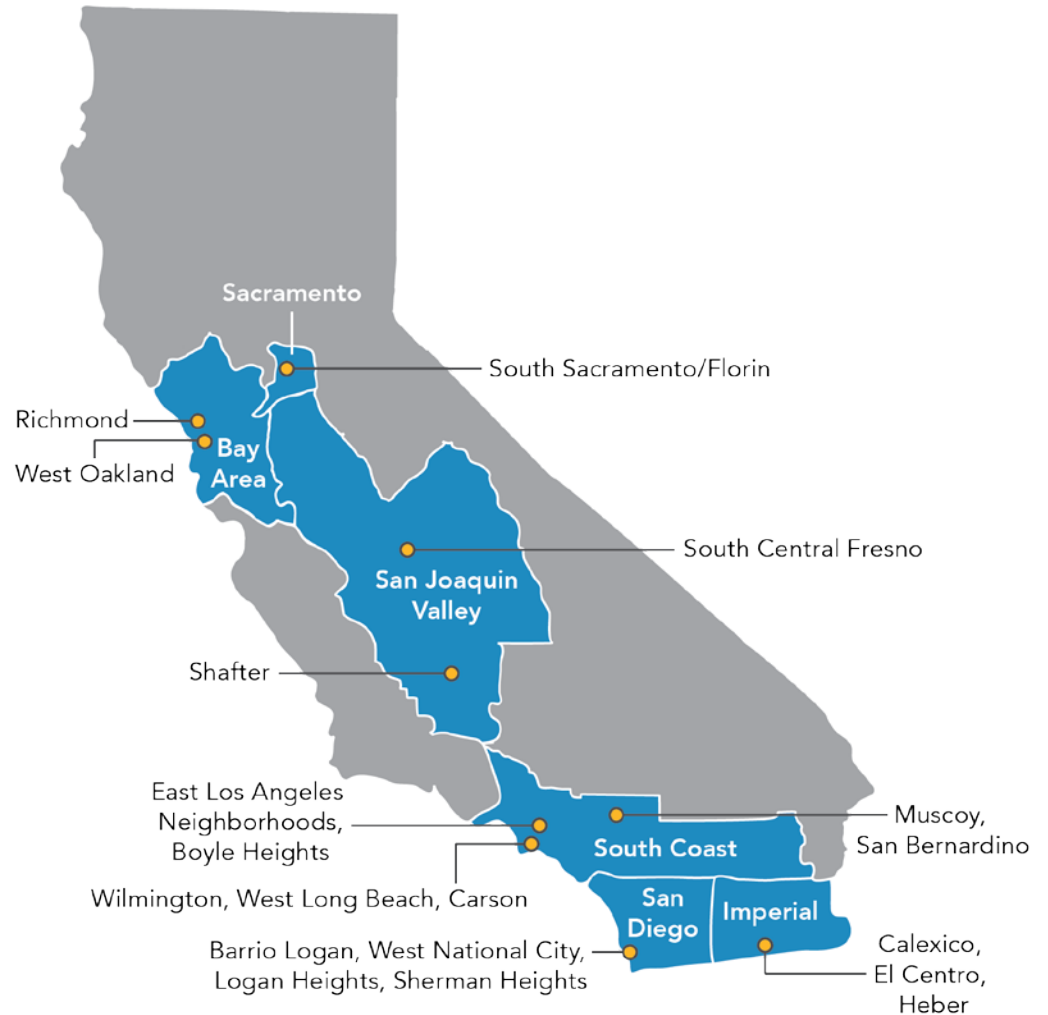 Sacramento
South Sacramento/Florin
Richmond
West Oakland
Bay
Area
South Central Fresno
San Joaquin
Valley
Shafter
East Los Angeles
Neighborhoods,
Boyle Heights
Muscoy,
San Bernardino
South Coast
Wilmington, West Long Beach, Carson
San
Diego
Imperial
Barrio Logan, West National City,
Logan Heights, Sherman Heights
Calexico,
El Centro,
Heber